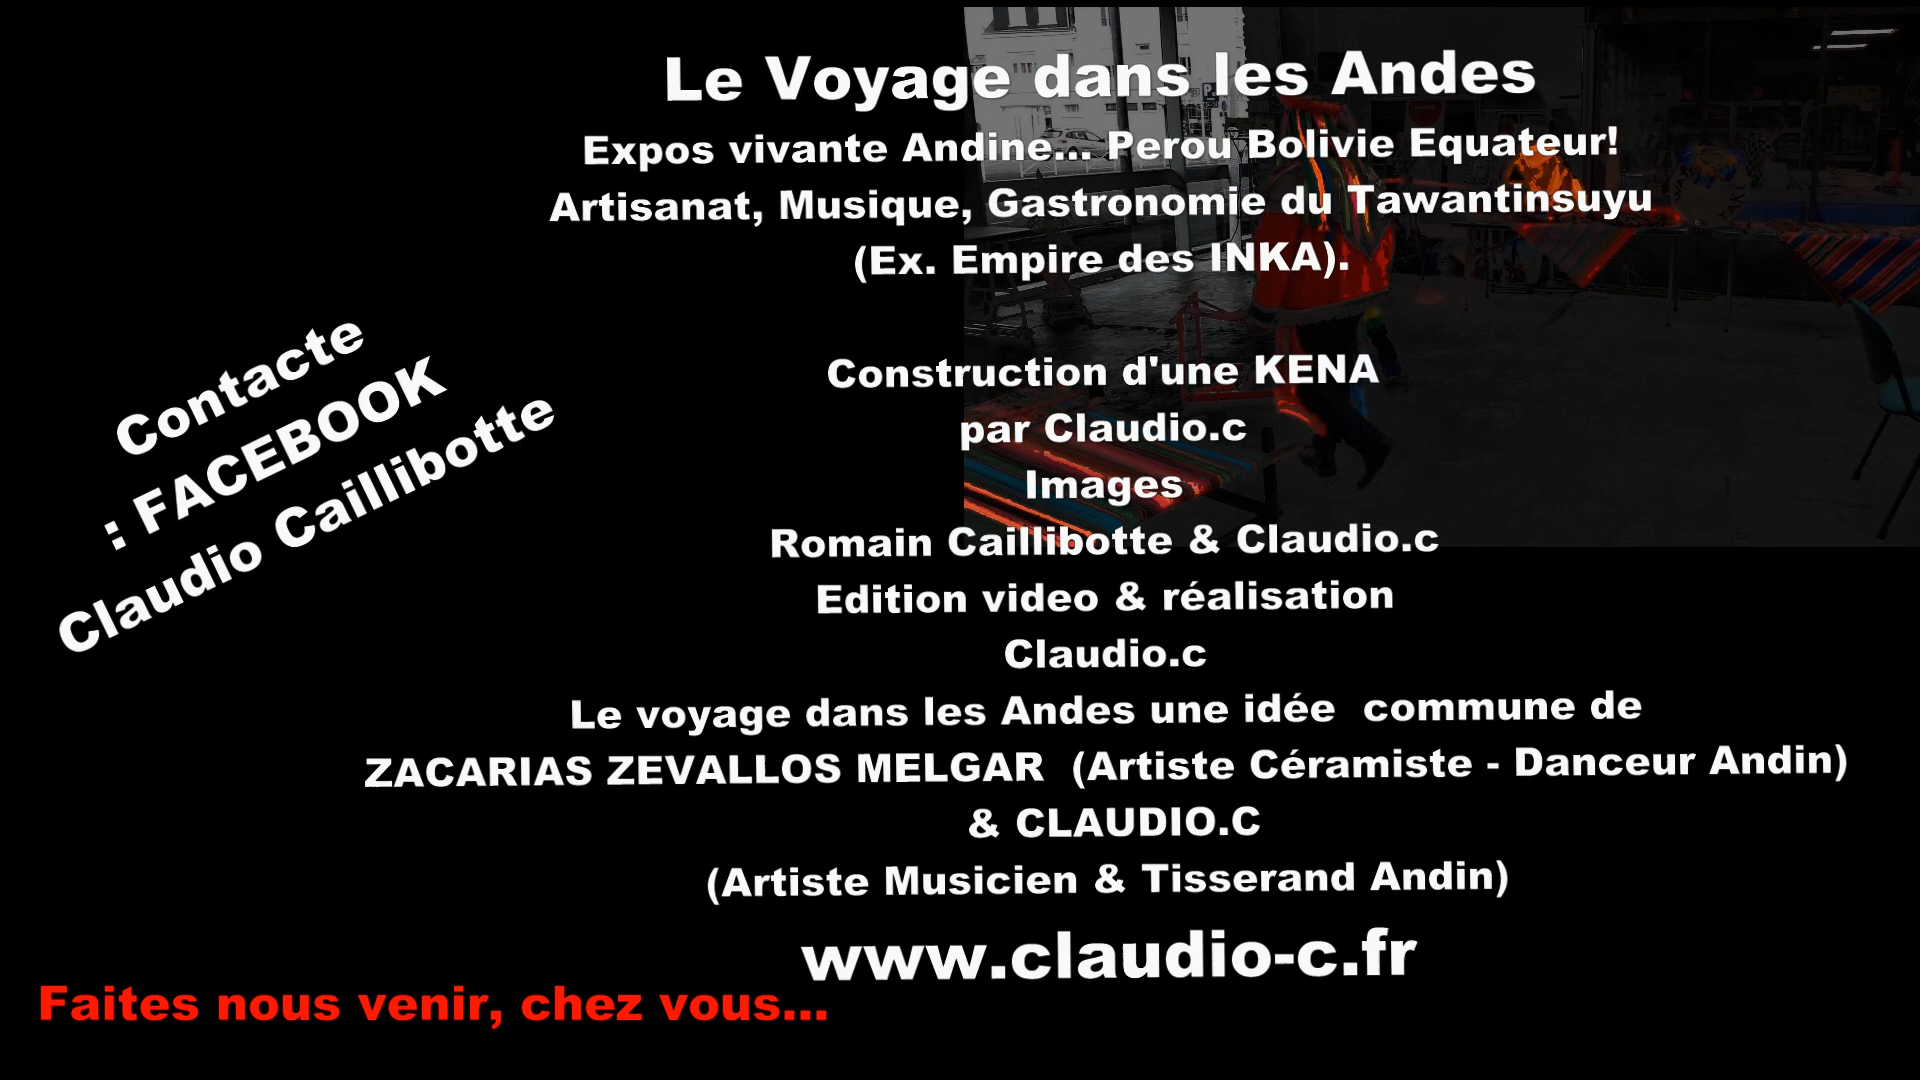 Le Voyage dans les Andes
Expos vivante Andine... Perou Bolivie Equateur!
Artisanat, Musique, Gastronomie du Tawantinsuyu
(Ex. Empire des INKA).
Contacte
: FACEBOOK
Claudio Caillibotte
Construction d'une KENA
par Claudio.c
Images
Romain Caillibotte & Claudio.c
Edition video & réalisation
Claudio.c
Le voyage dans les Andes une idée  commune de
ZACARIAS ZEVALLOS MELGAR  (Artiste Céramiste - Danceur Andin)
& CLAUDIO.C
(Artiste Musicien & Tisserand Andin)
www.claudio-c.fr
Faites nous venir, chez vous...